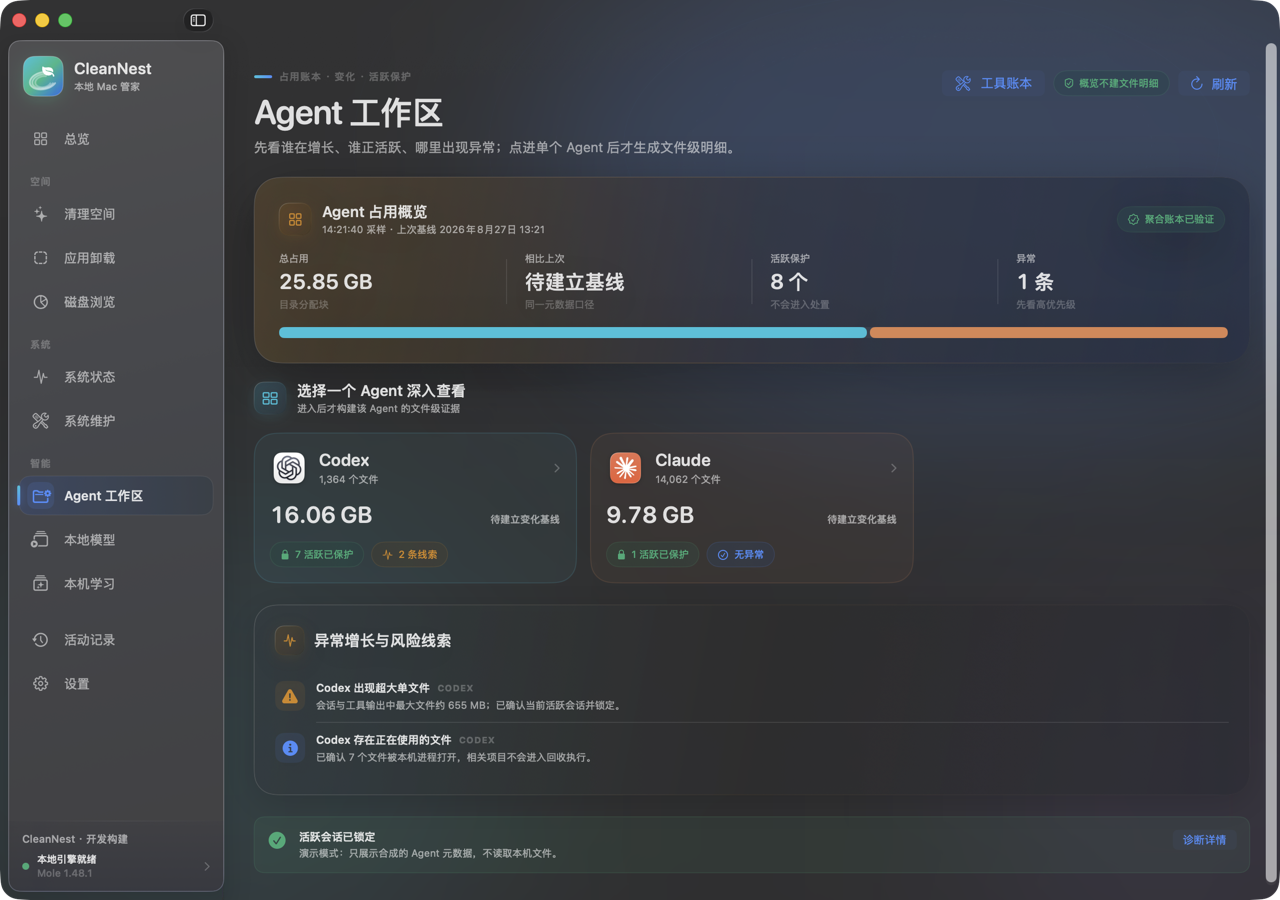 CleanNest
本地 Mac 管家
总览
空间
清理空间
应用卸载
磁盘浏览
系统
系统状态
系统维护
智能
Agent 工作区
本地模型
本机学习
活动记录
设置
CleanNest · 开发构建
本地引擎就绪
Mole 1.48.1
占用账本 · 变化 · 活跃保护
Agent 工作区
先看谁在增长、谁正活跃、哪里出现异常；点进单个 Agent 后才生成文件级明细。
工具账本
概览不建文件明细
刷新
Agent 占用概览
14:21:40 采样 · 上次基线 2026年8月27日 13:21
聚合账本已验证
总占用
25.85 GB
目录分配块
相比上次
待建立基线
同一元数据口径
活跃保护
8 个
不会进入处置
异常
1 条
先看高优先级
选择一个 Agent 深入查看
进入后才构建该 Agent 的文件级证据
Codex
1,364 个文件
16.06 GB
待建立变化基线
7 活跃已保护
2 条线索
Claude
14,062 个文件
9.78 GB
待建立变化基线
1 活跃已保护
无异常
异常增长与风险线索
Codex 出现超大单文件 CODEX
会话与工具输出中最大文件约 655 MB；已确认当前活跃会话并锁定。
Codex 存在正在使用的文件 CODEX
已确认 7 个文件被本机进程打开，相关项目不会进入回收执行。
活跃会话已锁定
演示模式：只展示合成的 Agent 元数据，不读取本机文件。
诊断详情